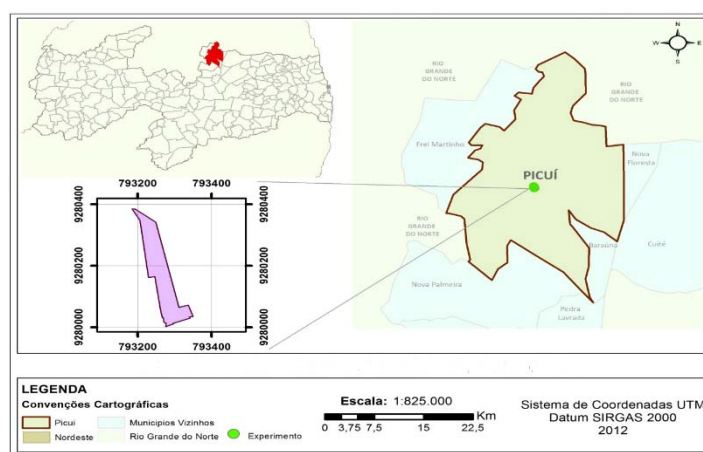 N
W E
S
RIO
GRANDE
DO NORTE
RIO
GRANDE
DO NORTE
Frei Martinho
Nova
Floresta
PICUÍ
793200 793400
9280400
9280200
9280000
9280400
9280200
9280000
793200 793400
RIO
GRANDE
DO NORTE
Baraúna
Cuité
Nova Palmeira
Pedra
Lavrada
LEGENDA
Convenções Cartográficas
Picui
Municipios Vizinhos
Nordeste
Rio Grande do Norte
Experimento
Escala: 1:825.000
Km
0 3,75 7,5 15 22,5
Sistema de Coordenadas UTM
Datum SIRGAS 2000
2012